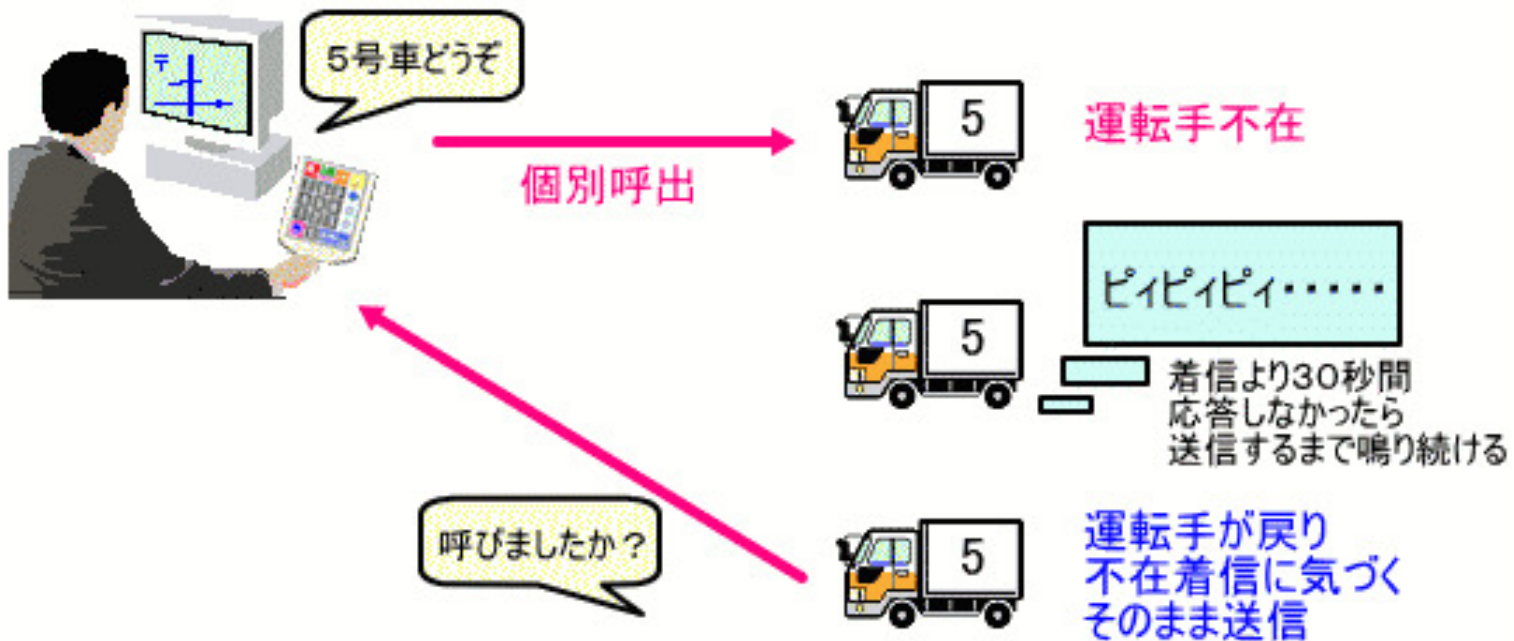 5号車どうぞ
個別呼出
5
運転手不在
5
ピィピィピィ・・・・・
着信より30秒間
応答しなかったら
送信するまで鳴り続ける
呼びましたか？
5
運転手が戻り
不在着信に気づく
そのまま送信